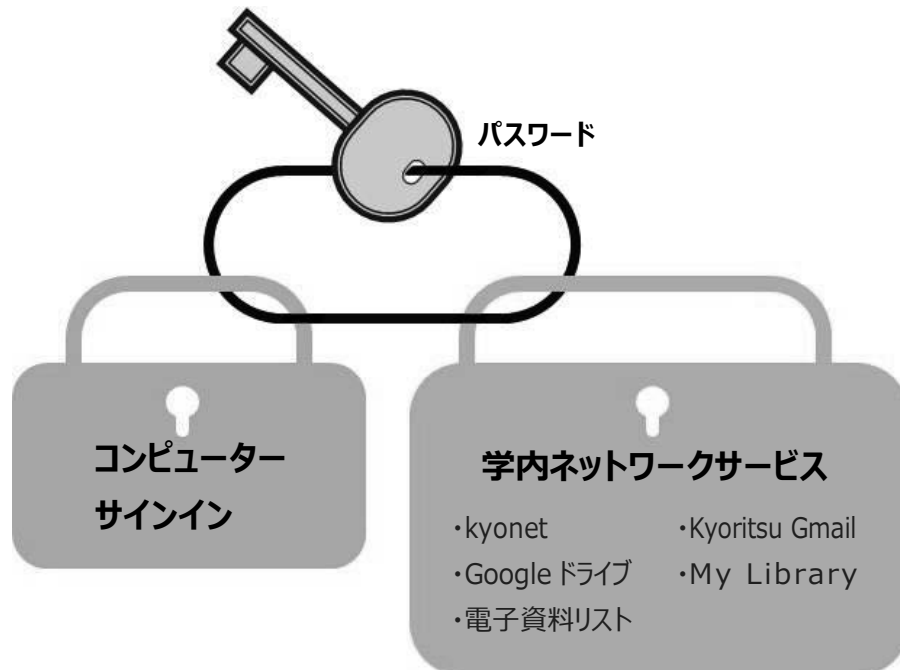 パスワード
コンピューター
サインイン
学内ネットワークサービス
・kyonet ・Kyoritsu Gmail
・Google ドライブ ・My Library
・電子資料リスト